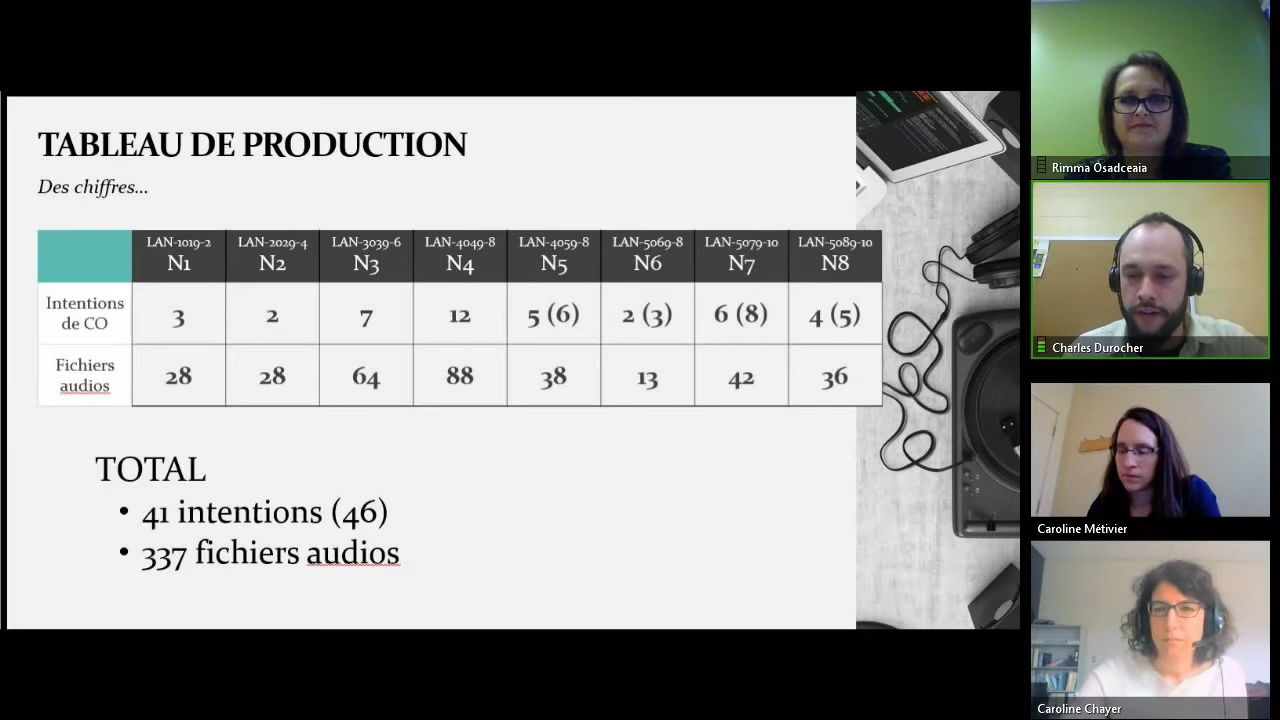 TABLEAU DE PRODUCTION
Des chiffres...
LAN-1019-2 LAN-2029-4 LAN-3039-6 LAN-4049-8 LAN-4059-8 LAN-5069-8 LAN-5079-10 LAN-5089-10
N1 N2 N3 N4 N5 N6 N7 N8
Intentions
de CO
3 2 7 12 5 (6) 2 (3) 6 (8) 4 (5)
Fichiers
audios
28 28 64 88 38 13 42 36
TOTAL
• 41 intentions (46)
• 337 fichiers audios
Rimma Osadceaia
Charles Durocher
Caroline Métivier
Caroline Chayer